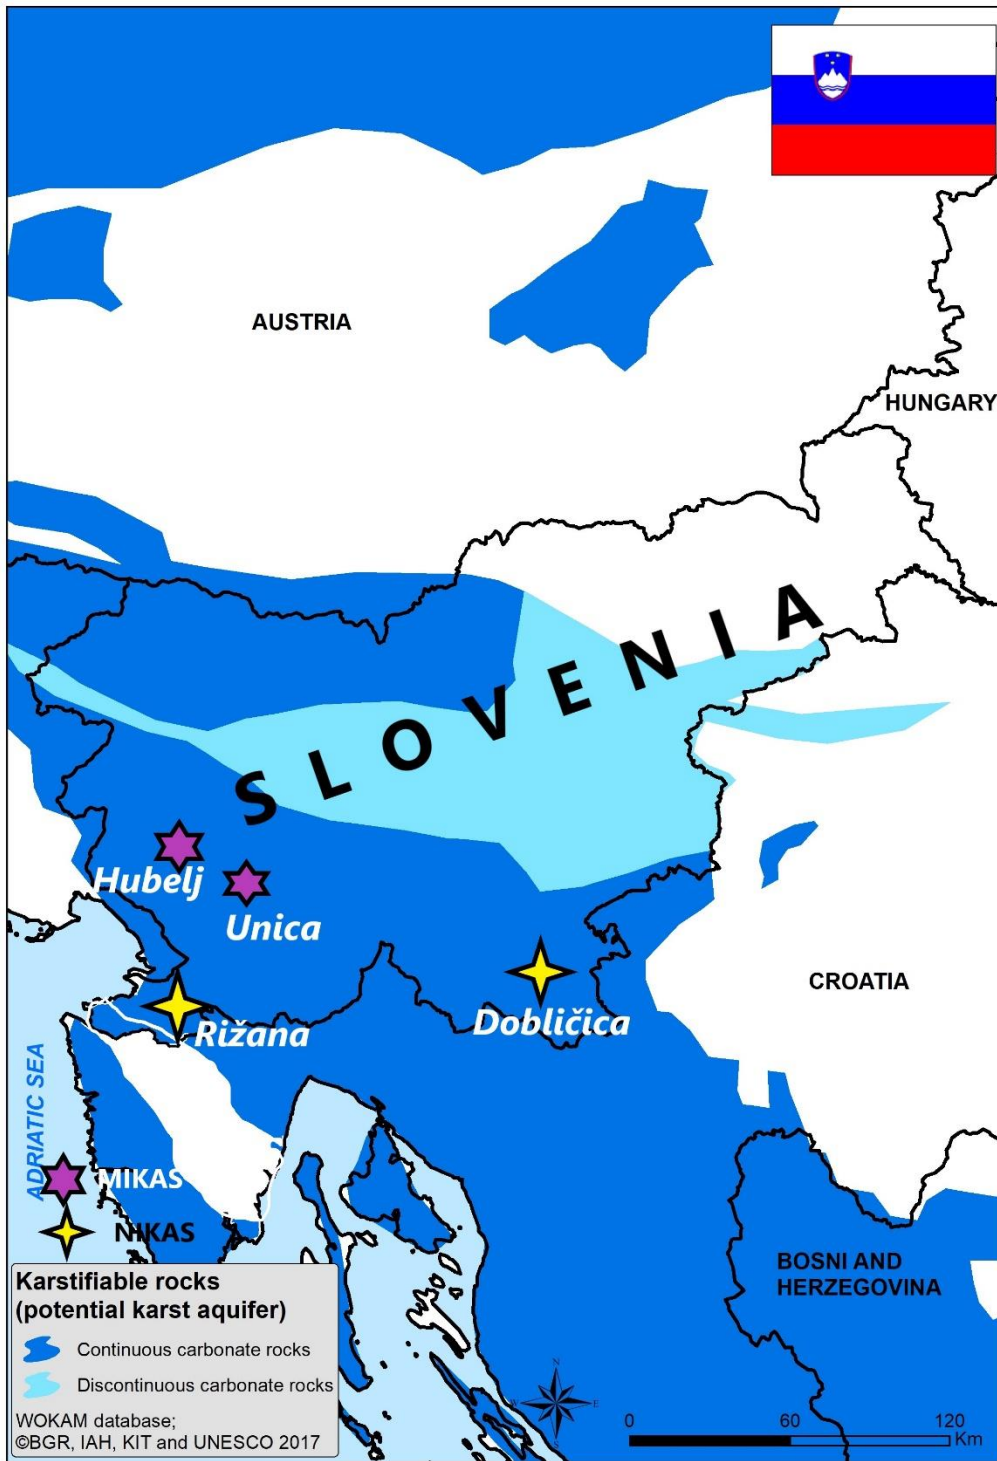 AUSTRIA
HUNGARY
SLOVENIA
Hubelj
Unica
CROATIA
Rižana
Dobličica
ADRIATIC SEA
MIKAS
NIKAS
BOSNI AND
HERZEGOVINA
Karstifiable rocks
(potential karst aquifer)
Continuous carbonate rocks
Discontinuous carbonate rocks
WOKAM database;
©BGR, IAH, KIT and UNESCO 2017
N
W
E
S
0 60 120
Km